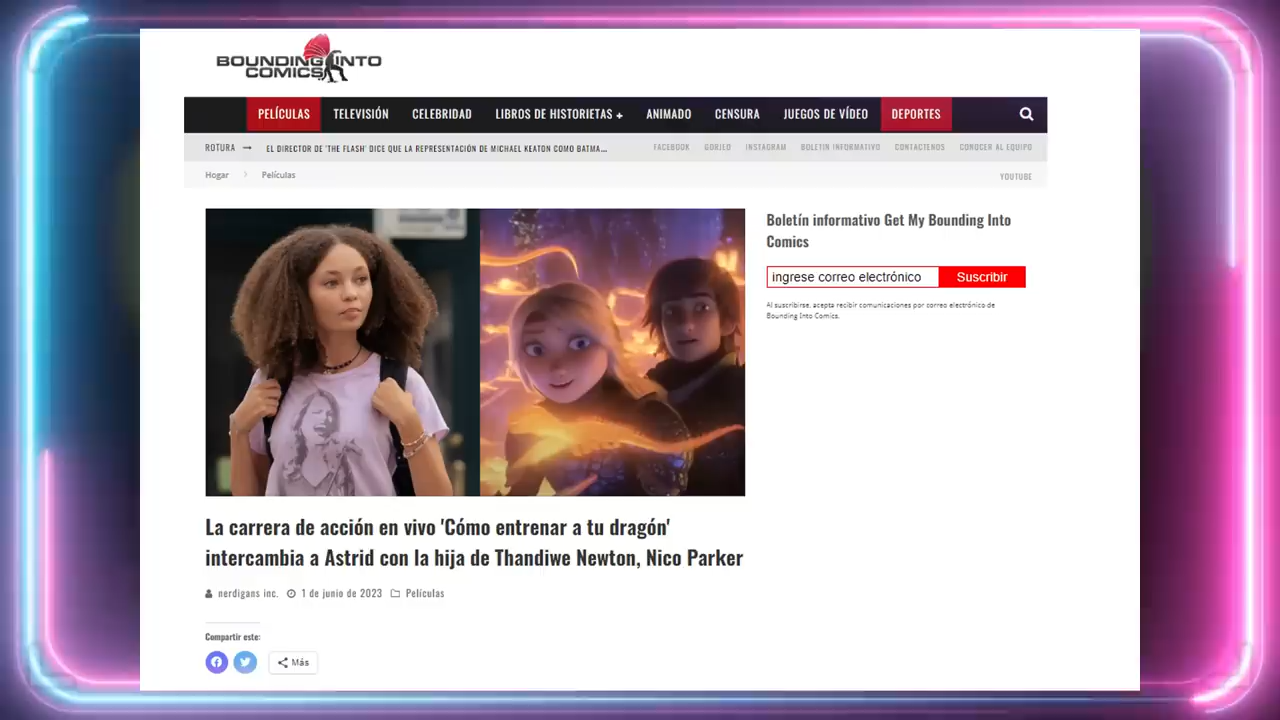 BOUNDING INTO
COMICS
PELÍCULAS TELEVISIÓN CELEBRIDAD LIBROS DE HISTORIETAS + ANIMADO CENSURA JUEGOS DE VÍDEO DEPORTES
ROTURA EL DIRECTOR DE 'THE FLASH' DICE QUE LA REPRESENTACIÓN DE MICHAEL KEATON COMO BATMA... FACEBOOK GORJEO INSTAGRAM BOLETIN INFORMATIVO CONTACTENOS CONOCER AL EQUIPO
Hogar Películas
YOUTUBE
Boletín informativo Get My Bounding Into
Comics
ingrese correo electrónico Suscribir
Al suscribirse, acepta recibir comunicaciones por correo electrónico de
Bounding Into Comics.
La carrera de acción en vivo 'Cómo entrenar a tu dragón'
intercambia a Astrid con la hija de Thandiwe Newton, Nico Parker
nerdigans inc. 1 de junio de 2023 Películas
Compartir este:
Más